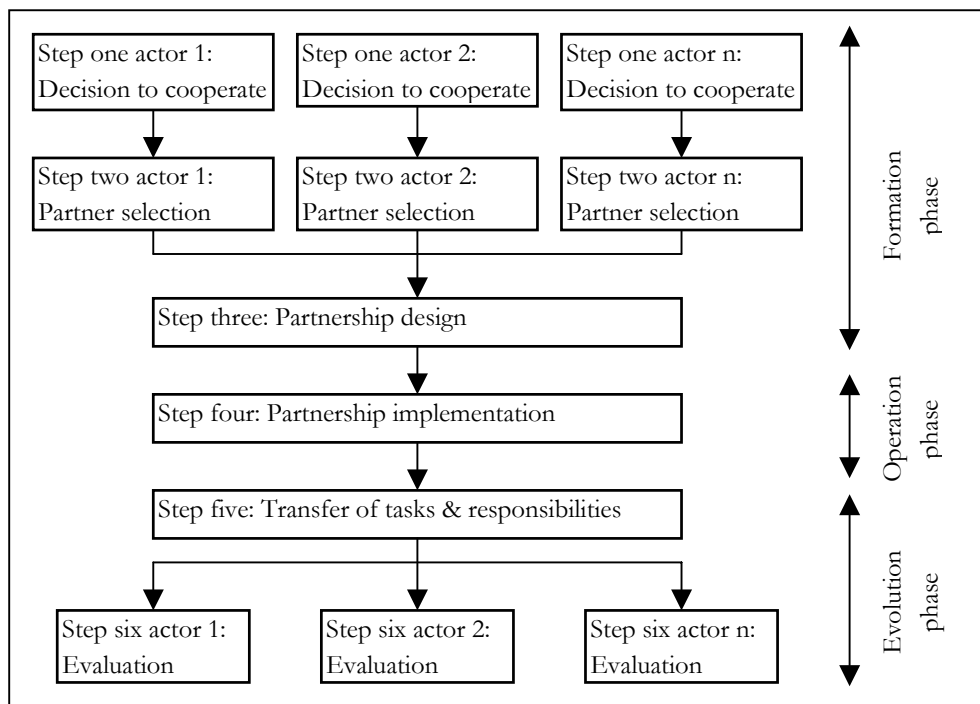 Step one actor 1:
Decision to cooperate
Step one actor 2:
Decision to cooperate
Step one actor n:
Decision to cooperate
Step two actor 1:
Partner selection
Step two actor 2:
Partner selection
Step two actor n:
Partner selection
Formation
phase
Step three: Partnership design
Step four: Partnership implementation
Operation
phase
Step five: Transfer of tasks & responsibilities
Step six actor 1:
Evaluation
Step six actor 2:
Evaluation
Step six actor n:
Evaluation
Evolution
phase